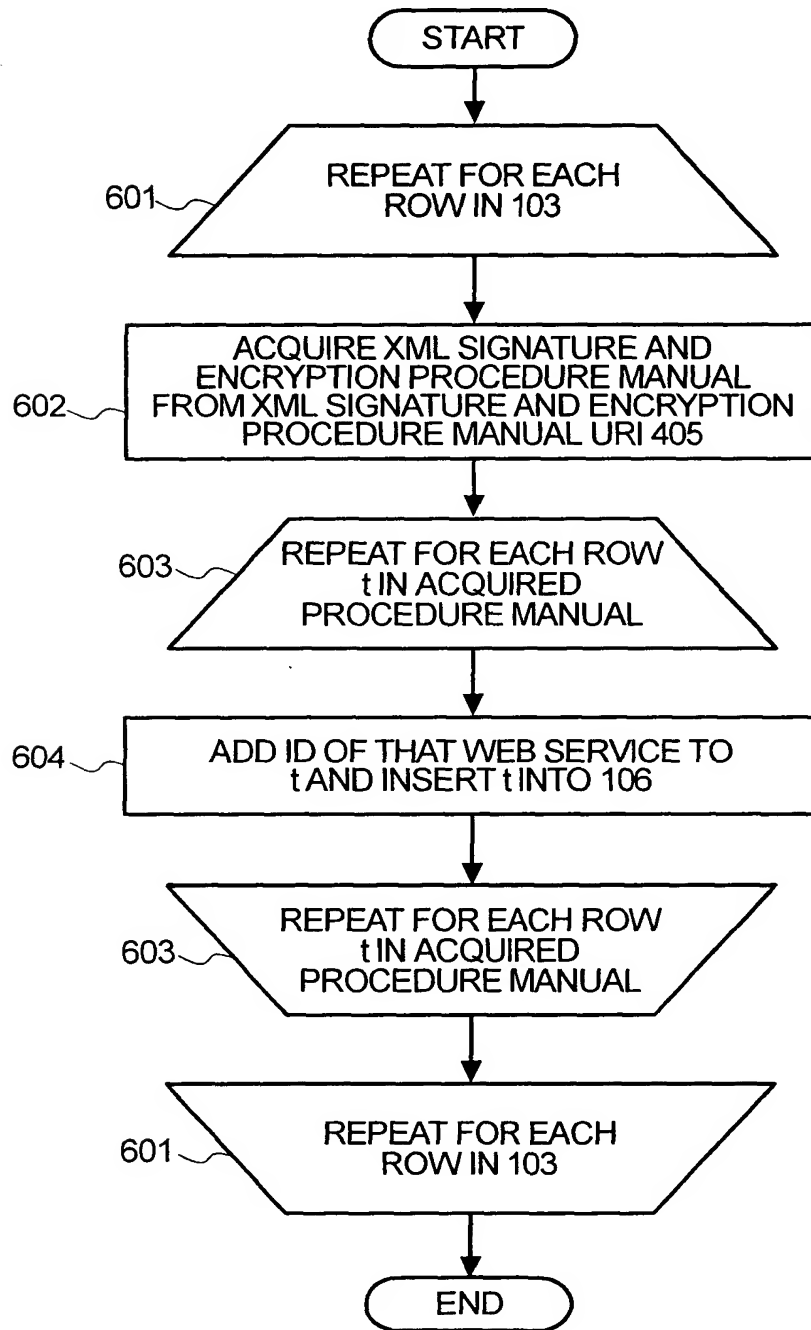 START
REPEAT FOR EACH
ROW IN 103
601
ACQUIRE XML SIGNATURE AND
ENCRYPTION PROCEDURE MANUAL
FROM XML SIGNATURE AND ENCRYPTION
PROCEDURE MANUAL URI 405
602
REPEAT FOR EACH ROW
t IN ACQUIRED
PROCEDURE MANUAL
603
ADD ID OF THAT WEB SERVICE TO
t AND INSERT t INTO 106
604
REPEAT FOR EACH ROW
t IN ACQUIRED
PROCEDURE MANUAL
603
REPEAT FOR EACH
ROW IN 103
601
END